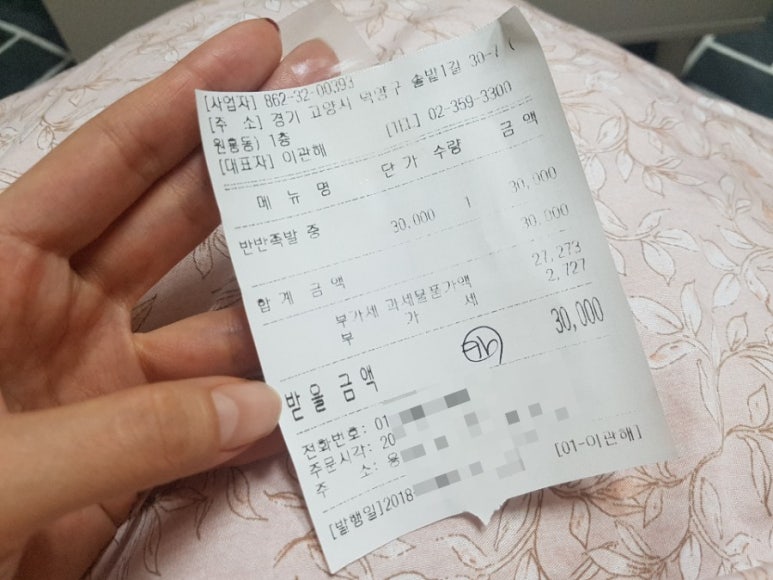 [사업자] 862-32-00393
[주 소] 경기 고양시 덕양구 솔밭1길 30-7 (
원흥동) 1층 [TEL] 02-359-3300
[대표자] 이관해
메 뉴 명 단 가 수량 금 액
반반족발 중 30,000 1 30,000
합 계 금 액 30,000
부가세 과세물품가액 27,273
부 가 세 2,727
받을 금액 30,000
전화번호: 01
주문시각: 20
주 소: 용
[01-이관해]
[발행일]2018